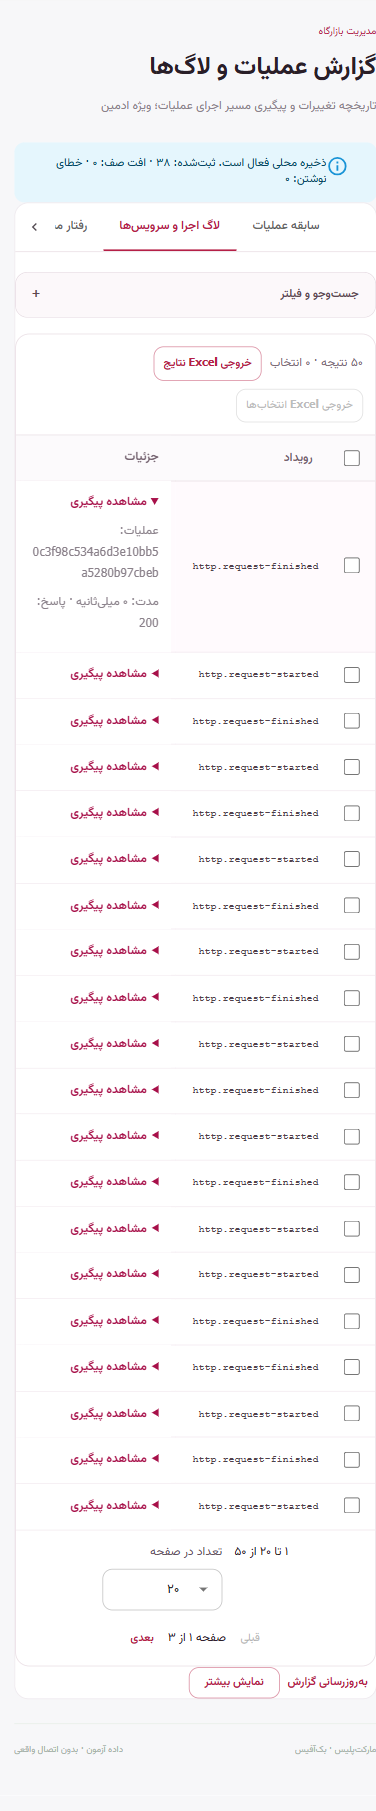 مدیریت بازارگاه
گزارش عملیات و لاگ‌ها
تاریخچه تغییرات و پیگیری مسیر اجرای عملیات؛ ویژه ادمین
ذخیره محلی فعال است. ثبت‌شده: ۳۸ · افت صف: ۰ · خطای
نوشتن: ۰
سابقه عملیات لاگ اجرا و سرویس‌ها رفتار
جست‌وجو و فیلتر +
۵۰ نتیجه · ۰ انتخاب خروجی Excel نتایج
خروجی Excel انتخاب‌ها
رویداد جزئیات
http.request-finished ▼ مشاهده پیگیری
عملیات:
0c3f98c534a6d3e10bb5
a5280b97cbeb
مدت: ۰ میلی‌ثانیه · پاسخ:
200
http.request-started ◀ مشاهده پیگیری
http.request-finished ◀ مشاهده پیگیری
http.request-started ◀ مشاهده پیگیری
http.request-finished ◀ مشاهده پیگیری
http.request-started ◀ مشاهده پیگیری
http.request-finished ◀ مشاهده پیگیری
http.request-started ◀ مشاهده پیگیری
http.request-finished ◀ مشاهده پیگیری
http.request-started ◀ مشاهده پیگیری
http.request-finished ◀ مشاهده پیگیری
http.request-started ◀ مشاهده پیگیری
http.request-finished ◀ مشاهده پیگیری
http.request-started ◀ مشاهده پیگیری
http.request-started ◀ مشاهده پیگیری
http.request-finished ◀ مشاهده پیگیری
http.request-finished ◀ مشاهده پیگیری
http.request-started ◀ مشاهده پیگیری
http.request-finished ◀ مشاهده پیگیری
http.request-started ◀ مشاهده پیگیری
۱ تا ۲۰ از ۵۰ تعداد در صفحه
۲۰
قبلی صفحه ۱ از ۳ بعدی
به‌روزرسانی گزارش نمایش بیشتر
مارکت‌پلیس · بک‌آفیس داده آزمون · بدون اتصال واقعی